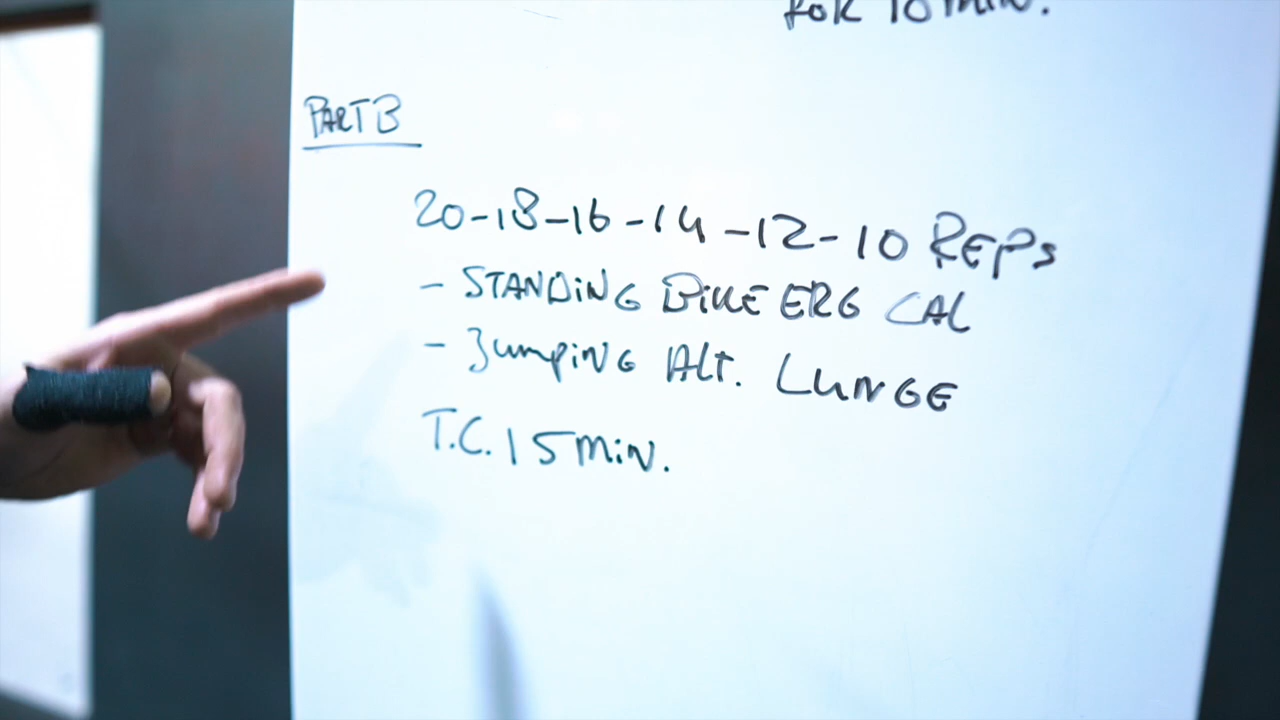 for 10 min.
PART B
20-18-16-14-12-10 REPs
- STANDiNG BiKE ERG CAL
- JumpiNG Alt. LUNGE
T.C. 15 miN.